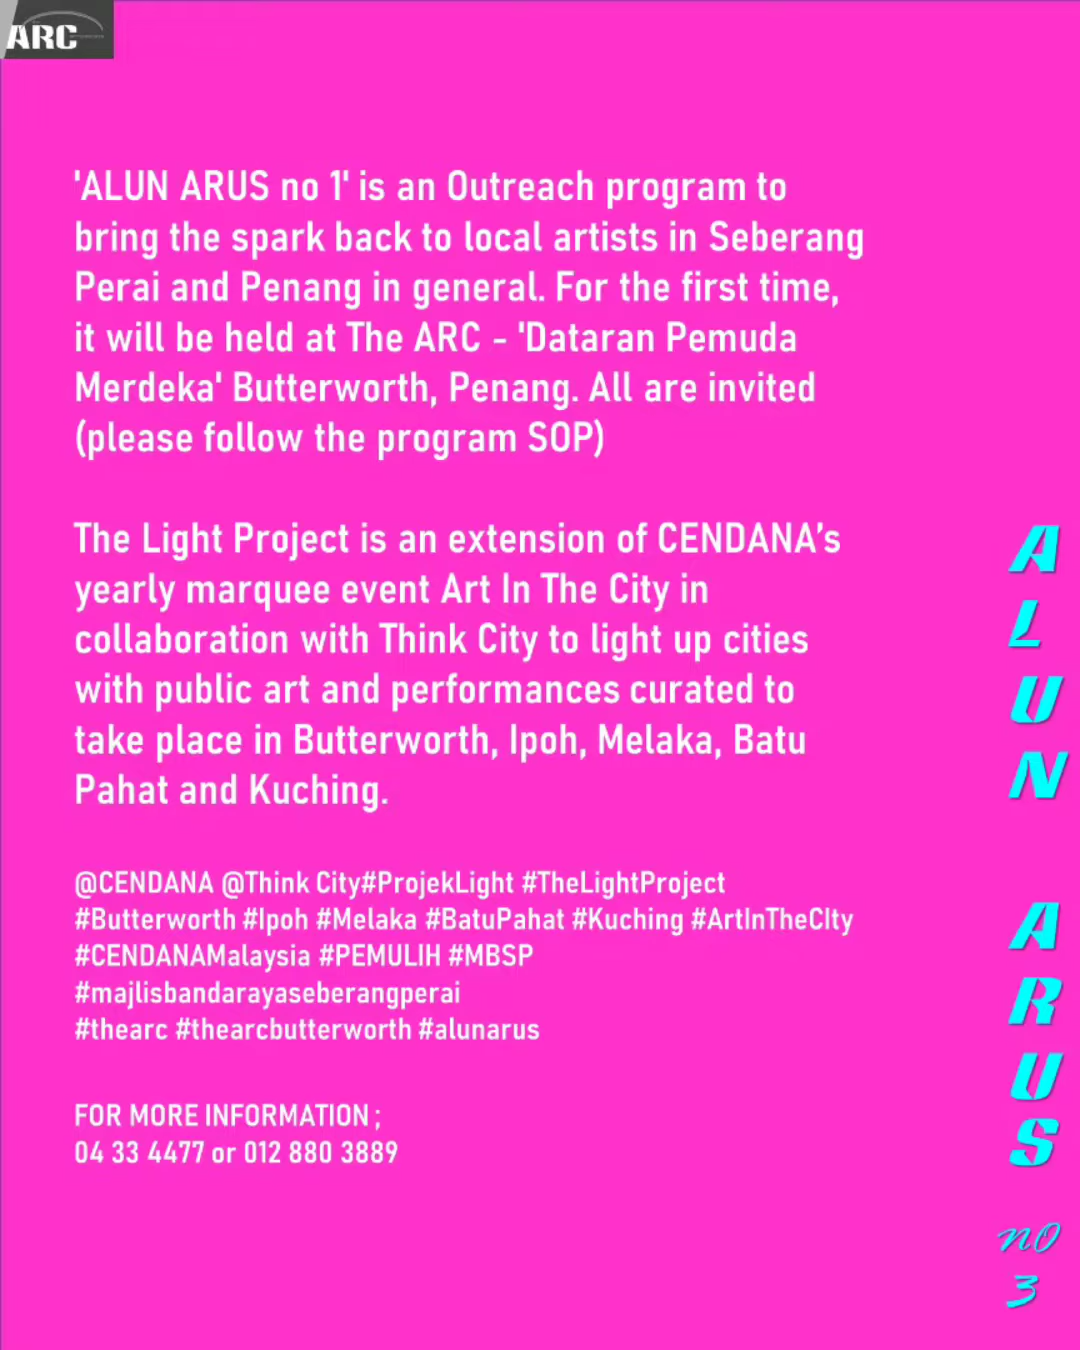 ARC
'ALUN ARUS no 1' is an Outreach program to
bring the spark back to local artists in Seberang
Perai and Penang in general. For the first time,
it will be held at The ARC - 'Dataran Pemuda
Merdeka' Butterworth, Penang. All are invited
(please follow the program SOP)
The Light Project is an extension of CENDANA’s
yearly marquee event Art In The City in
collaboration with Think City to light up cities
with public art and performances curated to
take place in Butterworth, Ipoh, Melaka, Batu
Pahat and Kuching.
@CENDANA @Think City#ProjekLight #TheLightProject
#Butterworth #Ipoh #Melaka #BatuPahat #Kuching #ArtInTheCIty
#CENDANAMalaysia #PEMULIH #MBSP
#majlisbandarayaseberangperai
#thearc #thearcbutterworth #alunarus
FOR MORE INFORMATION ;
04 33 4477 or 012 880 3889
ALUN ARUS no 3